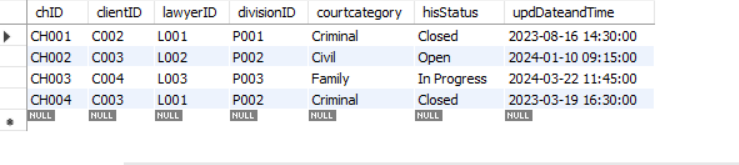 chID clientID lawyerID divisionID courtcategory hisStatus updDateandTime
CH001 C002 L001 P001 Criminal Closed 2023-08-16 14:30:00
CH002 C003 L002 P002 Civil Open 2024-01-10 09:15:00
CH003 C004 L003 P003 Family In Progress 2024-03-22 11:45:00
CH004 C003 L001 P002 Criminal Closed 2023-03-19 16:30:00
NULL NULL NULL NULL NULL NULL NULL